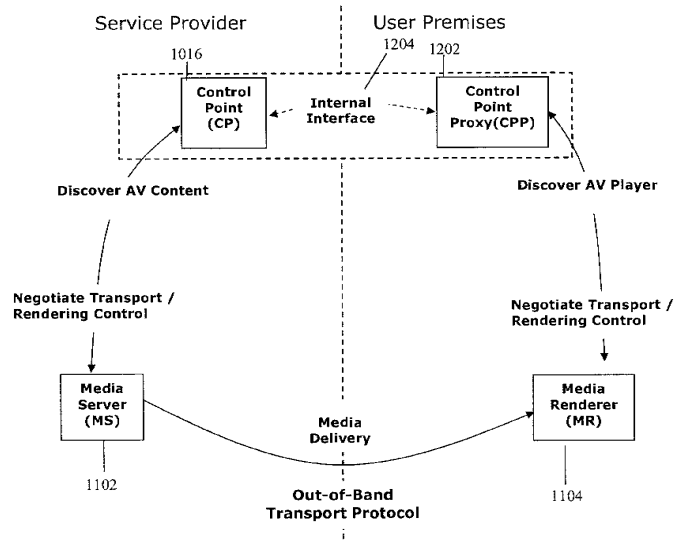 Service Provider
User Premises
1016
1204
1202
Control
Point
(CP)
Internal
Interface
Control
Point
Proxy(CPP)
Discover AV Content
Discover AV Player
Negotiate Transport /
Rendering Control
Negotiate Transport /
Rendering Control
Media
Server
(MS)
Media
Delivery
Media
Renderer
(MR)
1102
1104
Out-of-Band
Transport Protocol